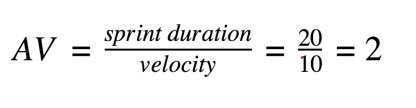 AV = sprint duration / velocity = 20 / 10 = 2